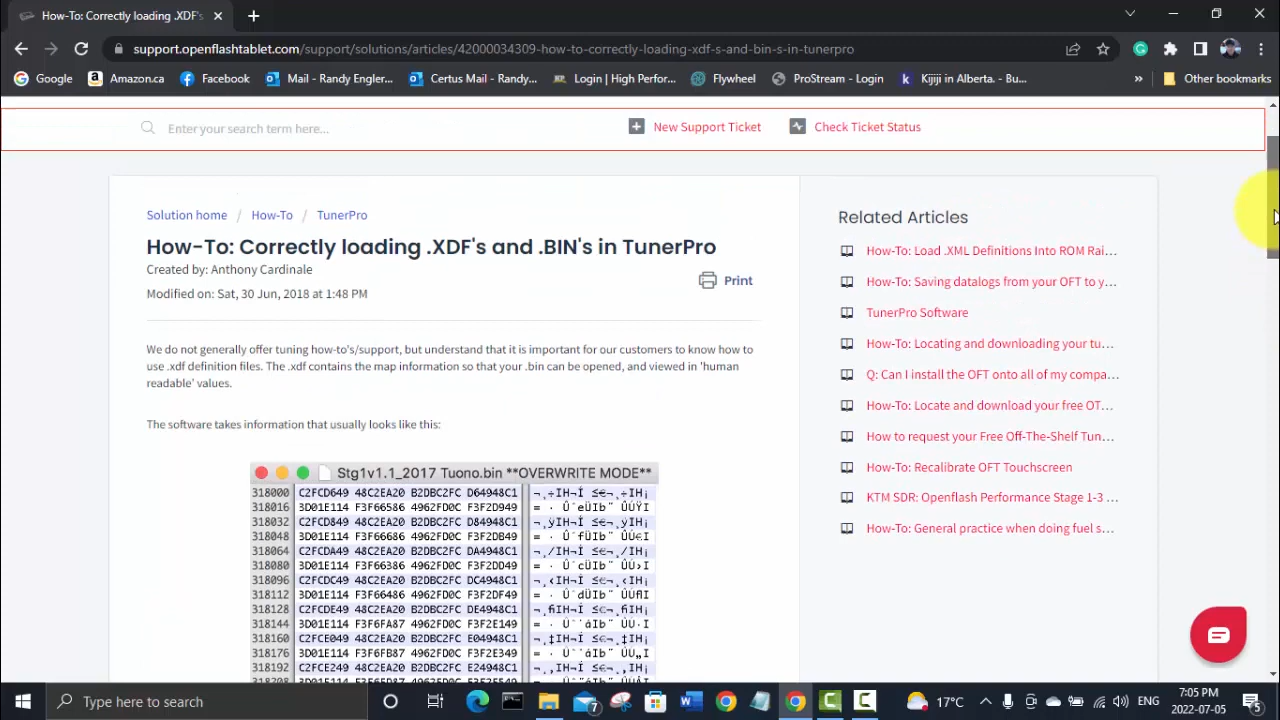 How-To: Correctly loading .XDF's
support.openflashtablet.com/support/solutions/articles/42000034309-how-to-correctly-loading-xdf-s-and-bin-s-in-tunerpro
Google
Amazon.ca
Facebook
Mail - Randy Engler...
Certus Mail - Randy...
Login | High Perfor...
Flywheel
ProStream - Login
Kijiji in Alberta. - Bu...
»
Other bookmarks
Enter your search term here...
New Support Ticket
Check Ticket Status
Solution home / How-To / TunerPro
How-To: Correctly loading .XDF's and .BIN's in TunerPro
Created by: Anthony Cardinale
Modified on: Sat, 30 Jun, 2018 at 1:48 PM
Print
We do not generally offer tuning how-to's/support, but understand that it is important for our customers to know how to
use .xdf definition files. The .xdf contains the map information so that your .bin can be opened, and viewed in 'human
readable' values.
The software takes information that usually looks like this:
Stg1v1.1_2017 Tuono.bin **OVERWRITE MODE**
318000 C2FCD649 48C2EA20 B2DBC2FC D64948C1
318016 3D01E114 F3F66586 4962FD0C F3F2D949
318032 C2FCD849 48C2EA20 B2DBC2FC D84948C1
318048 3D01E114 F3F66686 4962FD0C F3F2DB49
318064 C2FCDA49 48C2EA20 B2DBC2FC DA4948C1
318080 3D01E114 F3F66386 4962FD0C F3F2DD49
318096 C2FCDC49 48C2EA20 B2DBC2FC DC4948C1
318112 3D01E114 F3F66486 4962FD0C F3F2DF49
318128 C2FCDE49 48C2EA20 B2DBC2FC DE4948C1
318144 3D01E114 F3F6FA87 4962FD0C F3F2E149
318160 C2FCE049 48C2EA20 B2DBC2FC E04948C1
318176 3D01E114 F3F6FB87 4962FD0C F3F2E349
318192 C2FCE249 48C2EA20 B2DBC2FC E24948C1
Related Articles
How-To: Load .XML Definitions Into ROM Rai...
How-To: Saving datalogs from your OFT to y...
TunerPro Software
How-To: Locating and downloading your tu...
Q: Can I install the OFT onto all of my compa...
How-To: Locate and download your free OT...
How to request your Free Off-The-Shelf Tun...
How-To: Recalibrate OFT Touchscreen
KTM SDR: Openflash Performance Stage 1-3 ...
How-To: General practice when doing fuel s...
Type here to search
7
17°C
ENG
7:05 PM
2022-07-05
5